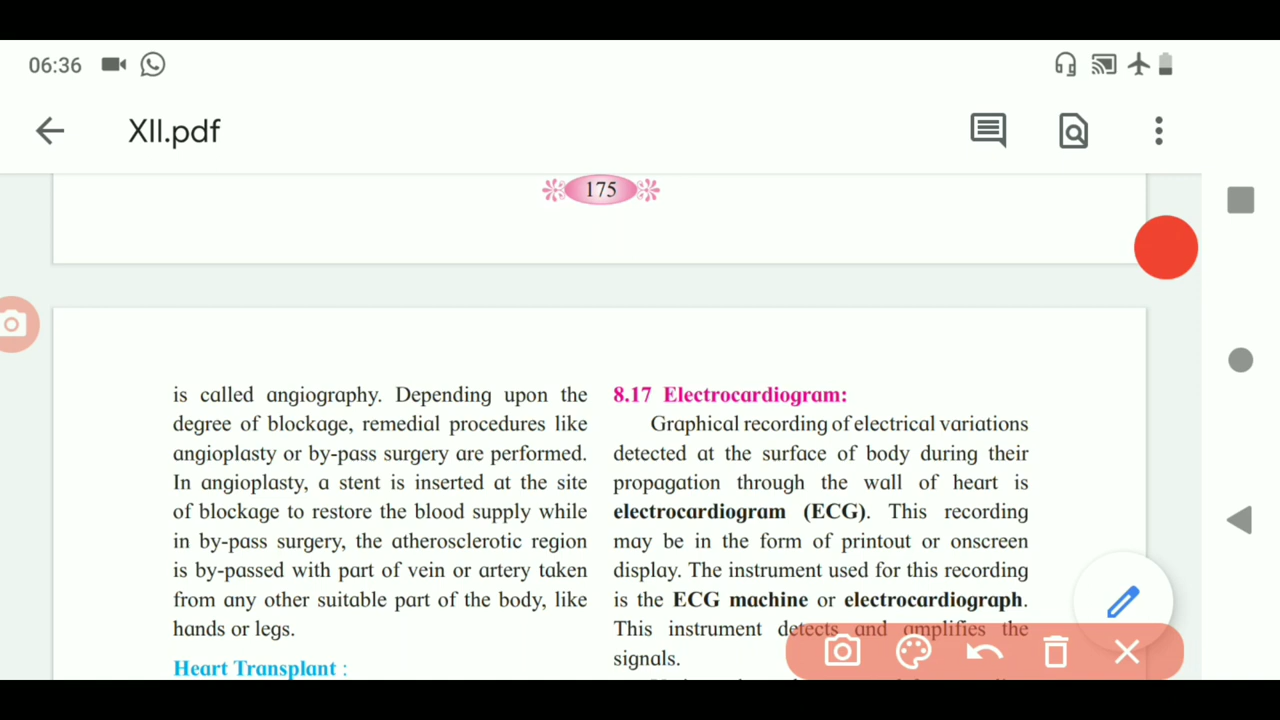 06:36
XII.pdf
175
is called angiography. Depending upon the
degree of blockage, remedial procedures like
angioplasty or by-pass surgery are performed.
In angioplasty, a stent is inserted at the site
of blockage to restore the blood supply while
in by-pass surgery, the atherosclerotic region
is by-passed with part of vein or artery taken
from any other suitable part of the body, like
hands or legs.
Heart Transplant :
8.17 Electrocardiogram:
Graphical recording of electrical variations
detected at the surface of body during their
propagation through the wall of heart is
electrocardiogram (ECG). This recording
may be in the form of printout or onscreen
display. The instrument used for this recording
is the ECG machine or electrocardiograph.
This instrument detects and amplifies the
signals.